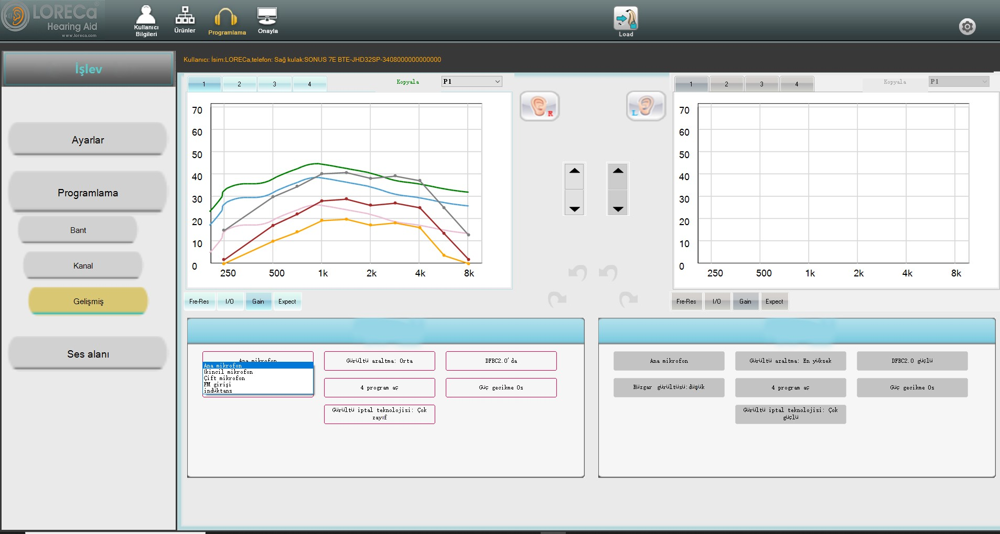 LORECa®
Hearing Aid
www.loreca.com
Kullanıcı
Bilgileri
Ürünler
Programlama
Onayla
Load
İşlev
Kullanıcı: İsim:LORECa,telefon: Sağ kulak:SONUS 7E BTE-JHD32SP-3408000000000000
1 2 3 4 Kopyala P1
1 2 3 4 Kopyala P1
R
L
Ayarlar
Programlama
Bant
Kanal
Gelişmiş
Ses alanı
70
60
50
40
30
20
10
0
250 500 1k 2k 4k 8k
70
60
50
40
30
20
10
0
250 500 1k 2k 4k 8k
Fre-Res I/O Gain Expect
Fre-Res I/O Gain Expect
Ana mikrofon
Ana mikrofon
İkincil mikrofon
Çift mikrofon
FM girişi
indüktans
Gürültü azaltma: Orta
DFBC2.0'da
4 program aç
Güç gecikme 0s
Gürültü iptal teknolojisi: Çok
zayıf
Ana mikrofon
Gürültü azaltma: En yüksek
DFBC2.0 güçlü
Rüzgar gürültüsü:düşük
4 program aç
Güç gecikme 0s
Gürültü iptal teknolojisi: Çok
güçlü